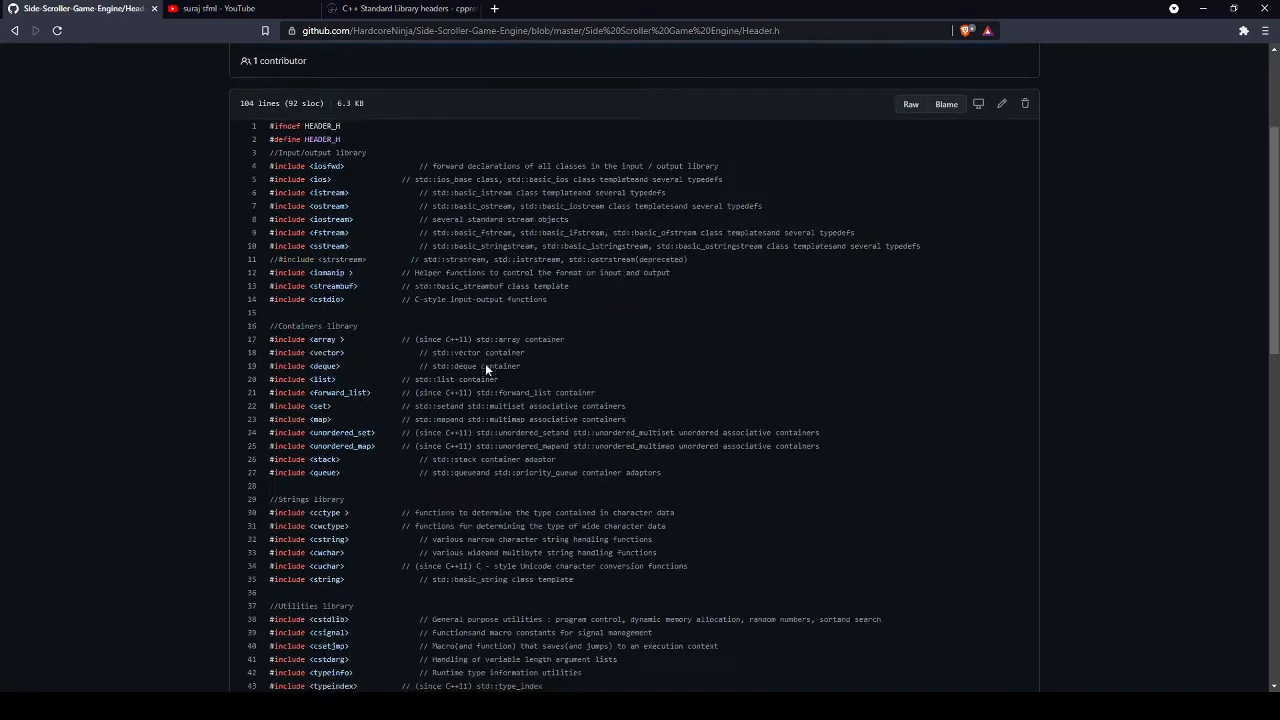 Side-Scroller-Game-Engine/Head
suraj sfml - YouTube
C++ Standard Library headers - cppre
github.com/HardcoreNinja/Side-Scroller-Game-Engine/blob/master/Side%20Scroller%20Game%20Engine/Header.h
1 contributor
104 lines (92 sloc) 6.3 KB Raw Blame
1 #ifndef HEADER_H
2 #define HEADER_H
3 //Input/output library
4 #include <iosfwd> // forward declarations of all classes in the input / output library
5 #include <ios> // std::ios_base class, std::basic_ios class templateand several typedefs
6 #include <istream> // std::basic_istream class templateand several typedefs
7 #include <ostream> // std::basic_ostream, std::basic_iostream class templatesand several typedefs
8 #include <iostream> // several standard stream objects
9 #include <fstream> // std::basic_fstream, std::basic_ifstream, std::basic_ofstream class templatesand several typedefs
10 #include <sstream> // std::basic_stringstream, std::basic_istringstream, std::basic_ostringstream class templatesand several typedefs
11 //#include <strstream> // std::strstream, std::istrstream, std::ostrstream(deprecated)
12 #include <iomanip > // Helper functions to control the format or input and output
13 #include <streambuf> // std::basic_streambuf class template
14 #include <cstdio> // C-style input-output functions
15
16 //Containers library
17 #include <array > // (since C++11) std::array container
18 #include <vector> // std::vector container
19 #include <deque> // std::deque container
20 #include <list> // std::list container
21 #include <forward_list> // (since C++11) std::forward_list container
22 #include <set> // std::setand std::multiset associative containers
23 #include <map> // std::mapand std::multimap associative containers
24 #include <unordered_set> // (since C++11) std::unordered_setand std::unordered_multiset unordered associative containers
25 #include <unordered_map> // (since C++11) std::unordered_mapand std::unordered_multimap unordered associative containers
26 #include <stack> // std::stack container adaptor
27 #include <queue> // std::queueand std::priority_queue container adaptors
28
29 //Strings library
30 #include <cctype > // functions to determine the type contained in character data
31 #include <cwctype> // functions for determining the type of wide character data
32 #include <cstring> // various narrow character string handling functions
33 #include <cwchar> // various wideand multibyte string handling functions
34 #include <cuchar> // (since C++11) C - style Unicode character conversion functions
35 #include <string> // std::basic_string class template
36
37 //Utilities library
38 #include <cstdlib> // General purpose utilities : program control, dynamic memory allocation, random numbers, sortand search
39 #include <csignal> // Functionsand macro constants for signal management
40 #include <csetjmp> // Macro(and function) that saves(and jumps) to an execution context
41 #include <cstdarg> // Handling of variable length argument lists
42 #include <typeinfo> // Runtime type information utilities
43 #include <typeindex> // (since C++11) std::type_index